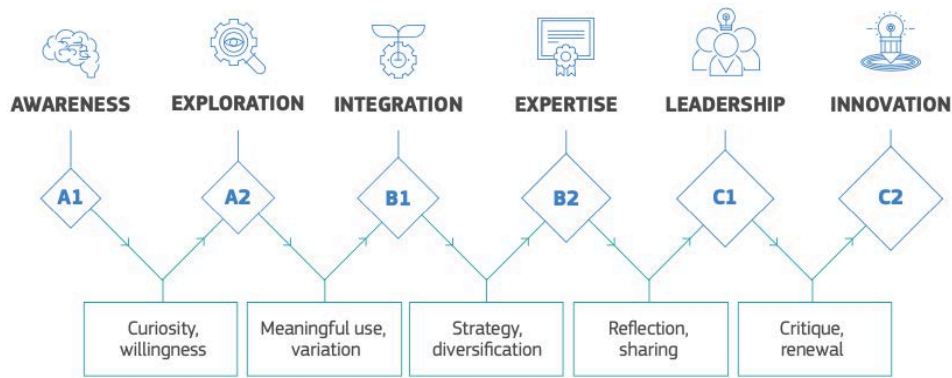 AWARENESS
EXPLORATION
INTEGRATION
EXPERTISE
LEADERSHIP
INNOVATION
A1
A2
B1
B2
C1
C2
Curiosity,
willingness
Meaningful use,
variation
Strategy,
diversification
Reflection,
sharing
Critique,
renewal